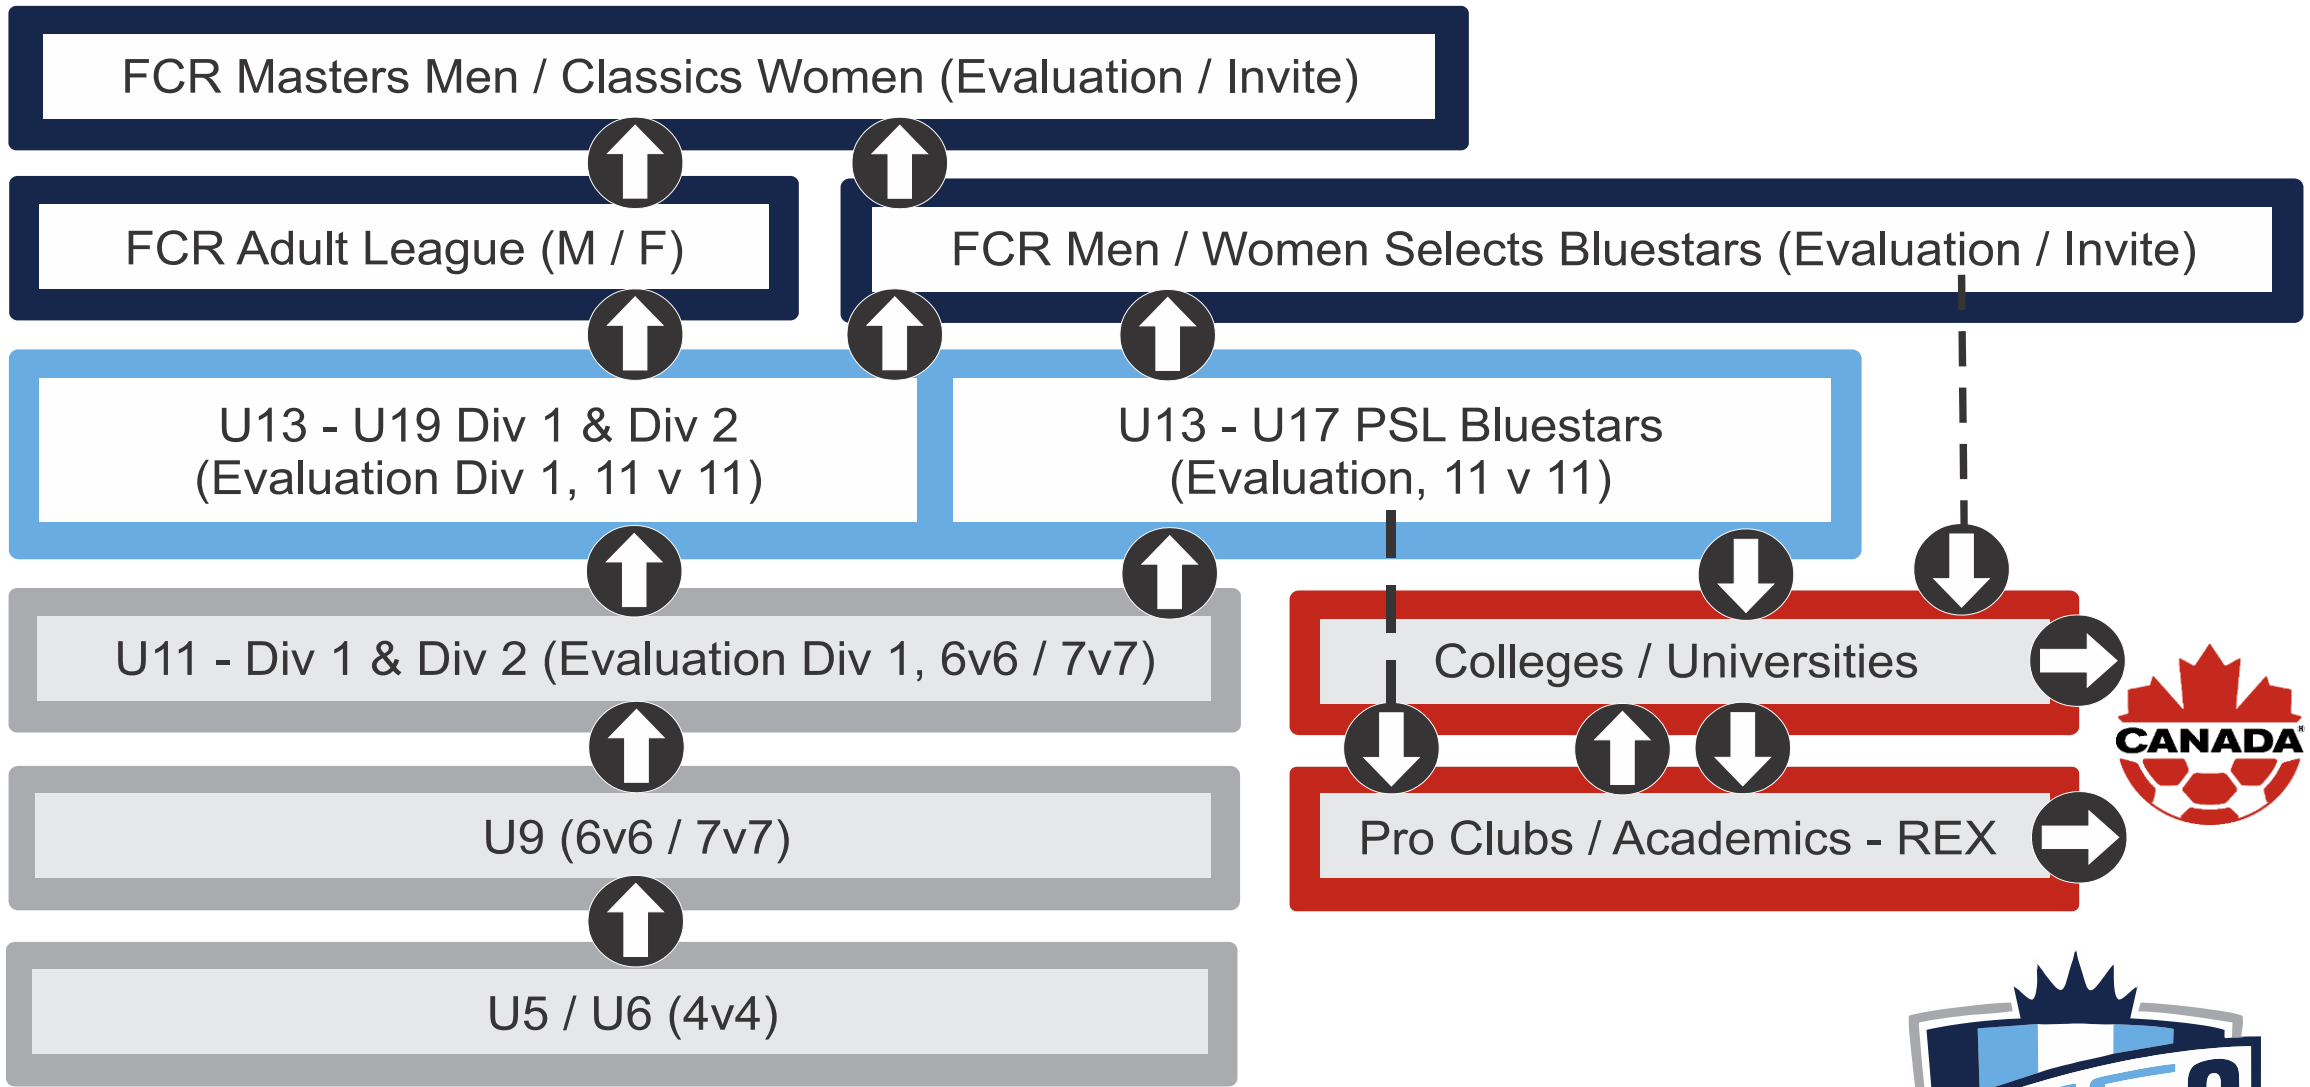 FCR Masters Men / Classics Women (Evaluation / Invite)
FCR Adult League (M / F)
FCR Men / Women Selects Bluestars (Evaluation / Invite)
U13 - U19 Div 1 & Div 2
(Evaluation Div 1, 11 v 11)
U13 - U17 PSL Bluestars
(Evaluation, 11 v 11)
U11 - Div 1 & Div 2 (Evaluation Div 1, 6v6 / 7v7)
Colleges / Universities
CANADA
U9 (6v6 / 7v7)
Pro Clubs / Academics - REX
U5 / U6 (4v4)